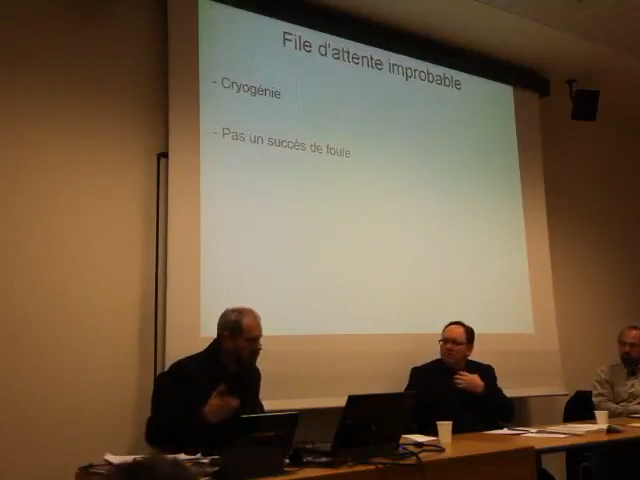 File d'attente improbable
- Cryogénie
- Pas un succès de foule